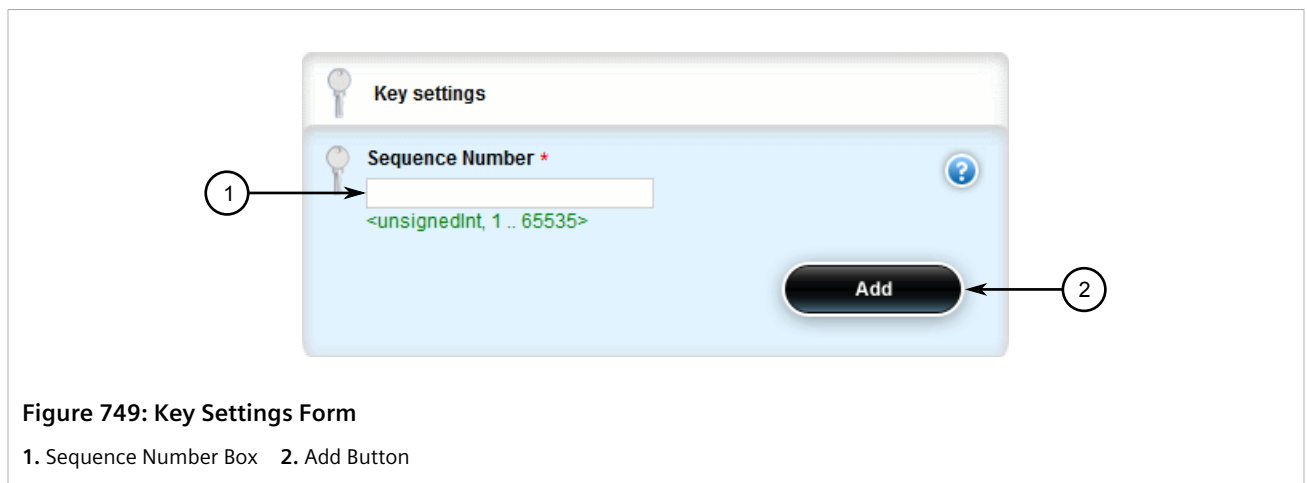 Key settings
Sequence Number *
?
1
<unsignedInt, 1 .. 65535>
Add
2
Figure 749: Key Settings Form
1. Sequence Number Box 2. Add Button